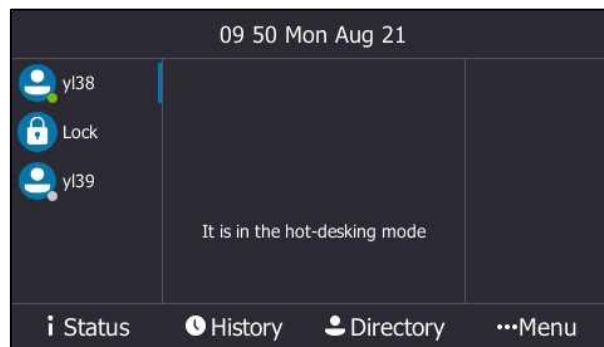 09 50 Mon Aug 21
yl38
Lock
yl39
It is in the hot-desking mode
Status History Directory Menu